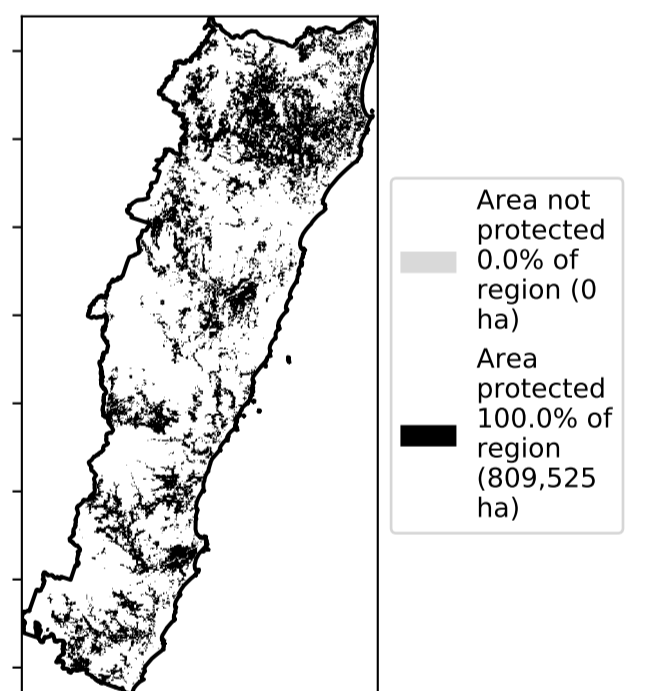 Area not
protected
0.0% of
region (0
ha)
Area
protected
100.0% of
region
(809,525
ha)